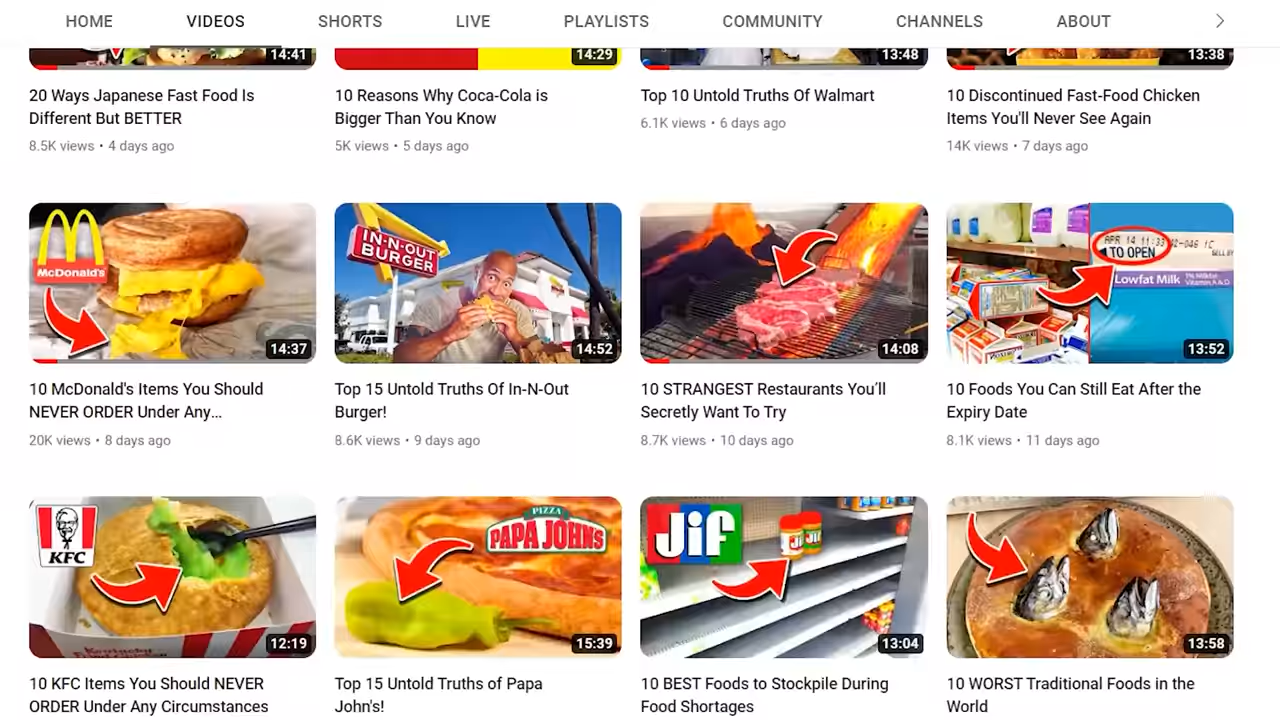 HOME VIDEOS SHORTS LIVE PLAYLISTS COMMUNITY CHANNELS ABOUT
14:41
14:29
13:48
13:38
20 Ways Japanese Fast Food Is
Different But BETTER
8.5K views • 4 days ago
10 Reasons Why Coca-Cola is
Bigger Than You Know
5K views • 5 days ago
Top 10 Untold Truths Of Walmart
6.1K views • 6 days ago
10 Discontinued Fast-Food Chicken
Items You'll Never See Again
14K views • 7 days ago
McDonald's
14:37
IN-N-OUT
BURGER
14:52
14:08
APR 14 11:33
TO OPEN
Lowfat Milk
13:52
10 McDonald's Items You Should
NEVER ORDER Under Any...
20K views • 8 days ago
Top 15 Untold Truths Of In-N-Out
Burger!
8.6K views • 9 days ago
10 STRANGEST Restaurants You'll
Secretly Want To Try
8.7K views • 10 days ago
10 Foods You Can Still Eat After the
Expiry Date
8.1K views • 11 days ago
KFC
12:19
PIZZA
PAPA JOHNS
15:39
Jif
13:04
13:58
10 KFC Items You Should NEVER
ORDER Under Any Circumstances
Top 15 Untold Truths of Papa
John's!
10 BEST Foods to Stockpile During
Food Shortages
10 WORST Traditional Foods in the
World